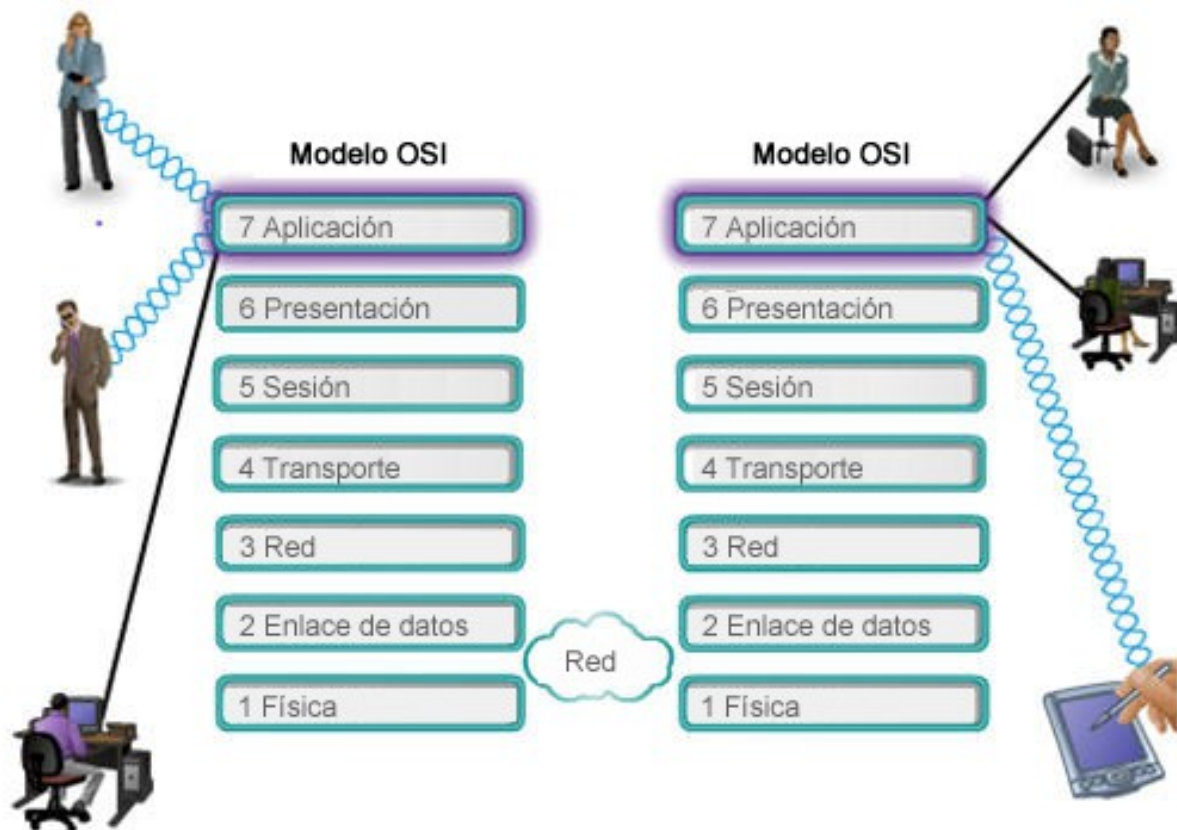 Modelo OSI
7 Aplicación
6 Presentación
5 Sesión
4 Transporte
3 Red
2 Enlace de datos
1 Física
Red
Modelo OSI
7 Aplicación
6 Presentación
5 Sesión
4 Transporte
3 Red
2 Enlace de datos
1 Física